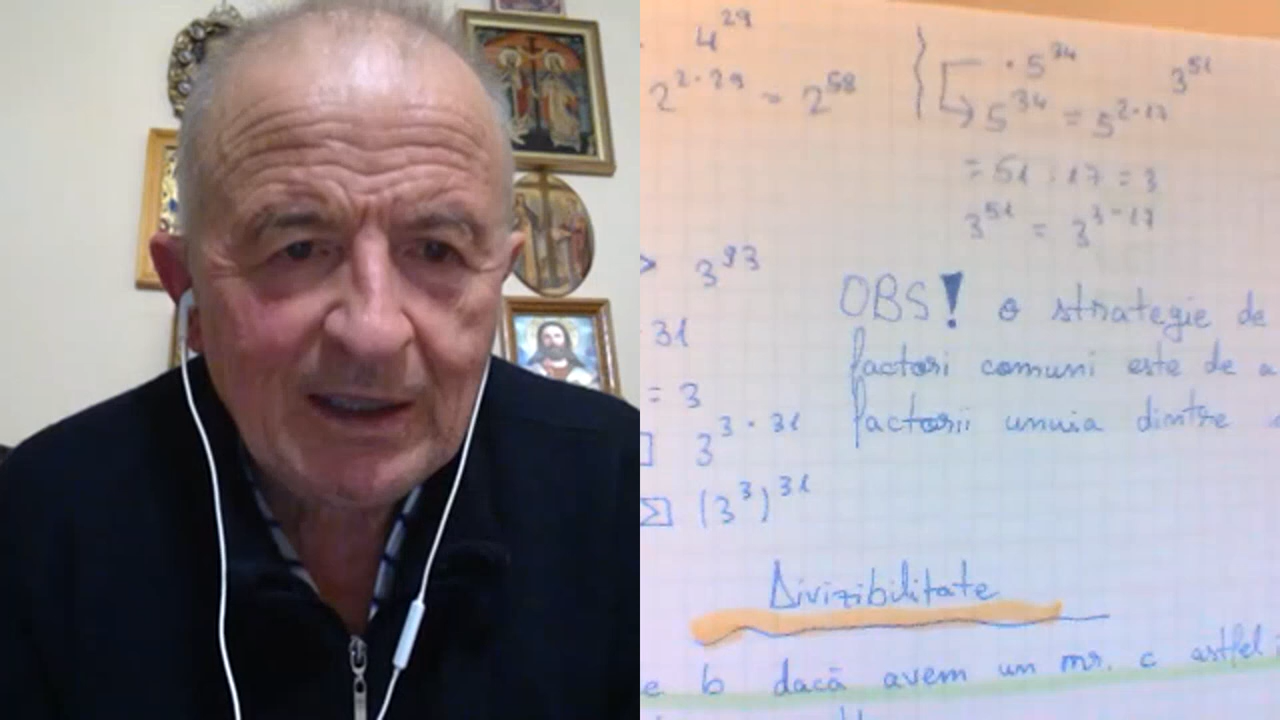 4^29
2^2·29 = 2^58
· 5^34 3^51
5^34 = 5^2·17
= 51 : 17 = 3
3^51 = 3^3·17
> 3^93
31
= 3
3^3·31
(3^3)^31
OBS! o strategie de
factori comuni este de a
factorii unuia dintre
Divizibilitate
e b dacă avem un nr. c astfel